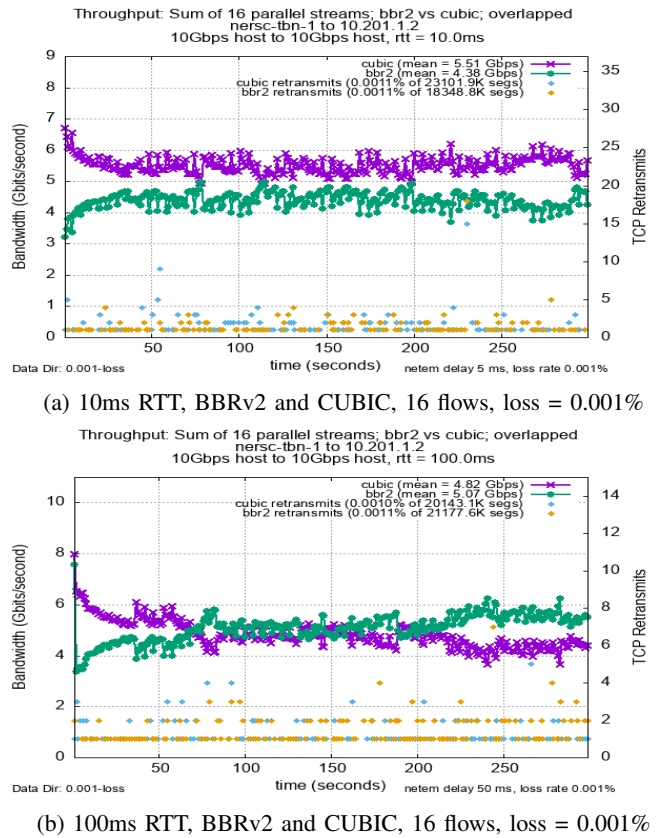 Throughput: Sum of 16 parallel streams; bbr2 vs cubic; overlapped
nersc-tbn-1 to 10.201.1.2
10Gbps host to 10Gbps host, rtt = 10.0ms
cubic (mean = 5.51 Gbps)
bbr2 (mean = 4.38 Gbps)
cubic retransmits (0.0011% of 23101.9K segs)
bbr2 retransmits (0.0011% of 18348.8K segs)
Bandwidth (Gbits/second)
9
8
7
6
5
4
3
2
1
0
TCP Retransmits
35
30
25
20
15
10
5
0
50 100 150 200 250
time (seconds)
Data Dir: 0.001-loss
netem delay 5 ms, loss rate 0.001%
(a) 10ms RTT, BBRv2 and CUBIC, 16 flows, loss = 0.001%
Throughput: Sum of 16 parallel streams; bbr2 vs cubic; overlapped
nersc-tbn-1 to 10.201.1.2
10Gbps host to 10Gbps host, rtt = 100.0ms
cubic (mean = 4.82 Gbps)
bbr2 (mean = 5.07 Gbps)
cubic retransmits (0.0010% of 20143.1K segs)
bbr2 retransmits (0.0011% of 21177.6K segs)
Bandwidth (Gbits/second)
10
8
6
4
2
0
TCP Retransmits
14
12
10
8
6
4
2
0
50 100 150 200 250
time (seconds)
Data Dir: 0.001-loss
netem delay 50 ms, loss rate 0.001%
(b) 100ms RTT, BBRv2 and CUBIC, 16 flows, loss = 0.001%